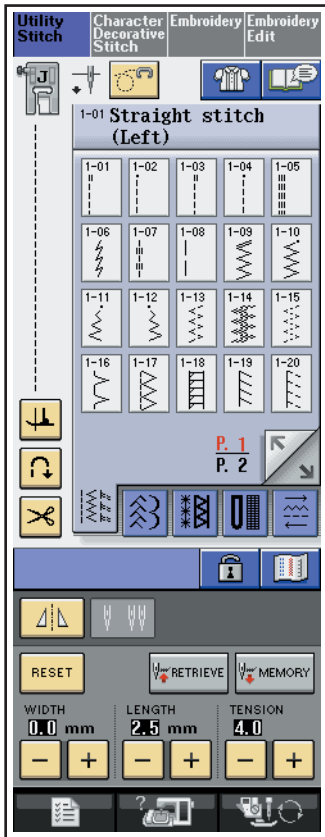 Utility Stitch
Character Decorative Stitch
Embroidery
Embroidery Edit
J
1-01 Straight stitch
(Left)
1-01 1-02 1-03 1-04 1-05
1-06 1-07 1-08 1-09 1-10
1-11 1-12 1-13 1-14 1-15
1-16 1-17 1-18 1-19 1-20
P. 1
P. 2
RESET
RETRIEVE
MEMORY
WIDTH LENGTH TENSION
0.0 mm 2.5 mm 4.0
− + − + − +
?